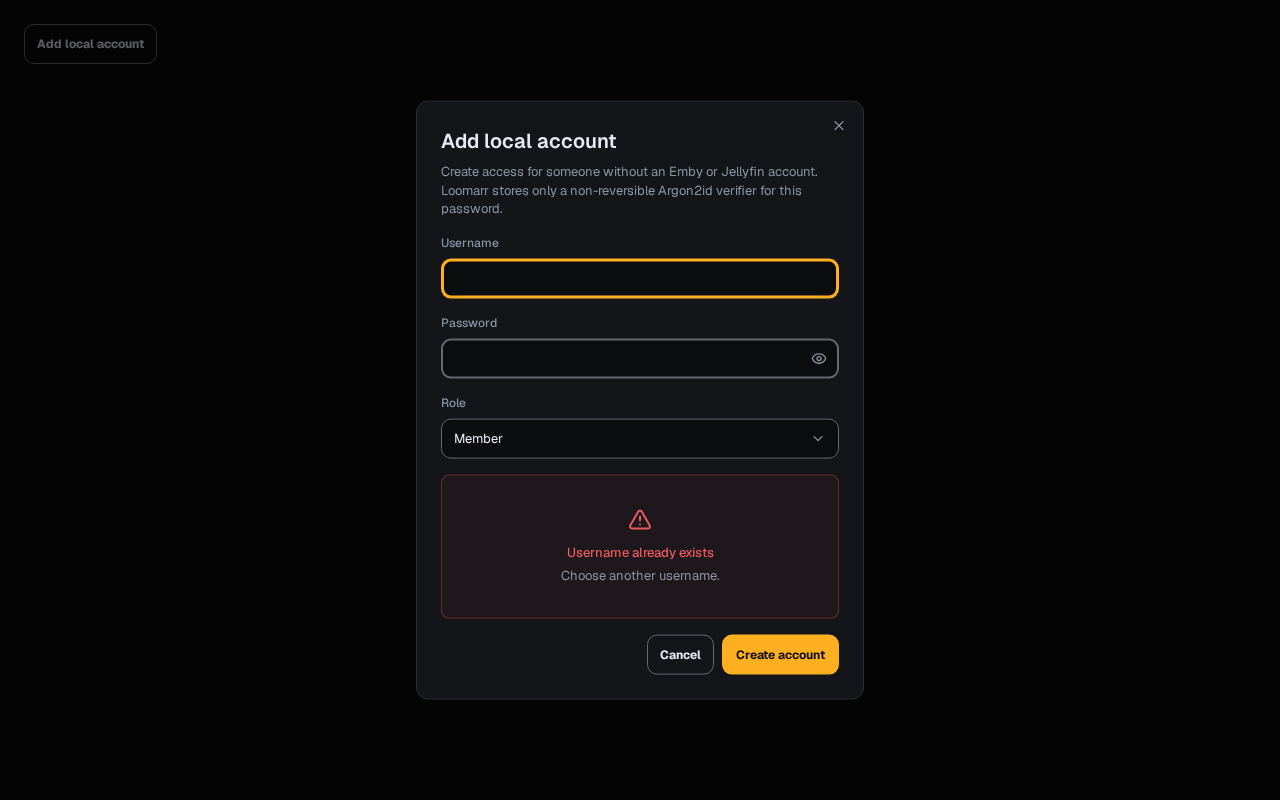 Add local account
Add local account
Create access for someone without an Emby or Jellyfin account.
Loomarr stores only a non-reversible Argon2id verifier for this
password.
Username
Password
Role
Member
Username already exists
Choose another username.
Cancel
Create account